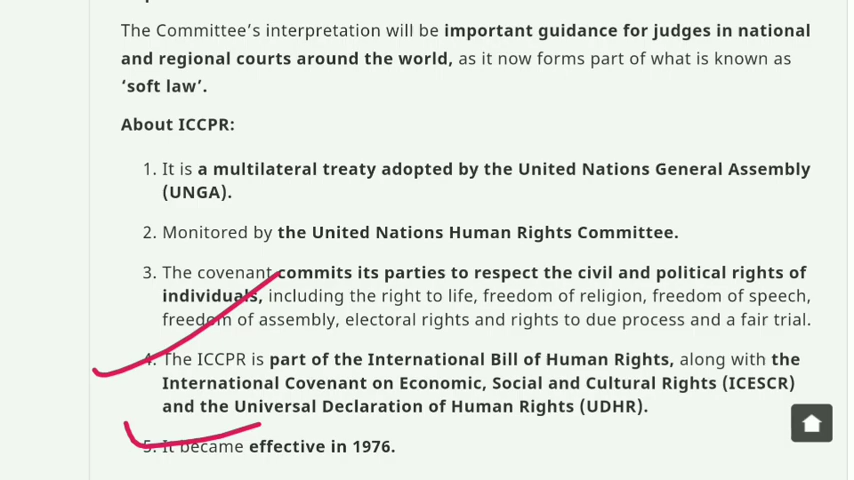 The Committee’s interpretation will be important guidance for judges in national
and regional courts around the world, as it now forms part of what is known as
‘soft law’.
About ICCPR:
1. It is a multilateral treaty adopted by the United Nations General Assembly
(UNGA).
2. Monitored by the United Nations Human Rights Committee.
3. The covenant commits its parties to respect the civil and political rights of
individuals, including the right to life, freedom of religion, freedom of speech,
freedom of assembly, electoral rights and rights to due process and a fair trial.
4. The ICCPR is part of the International Bill of Human Rights, along with the
International Covenant on Economic, Social and Cultural Rights (ICESCR)
and the Universal Declaration of Human Rights (UDHR).
5. It became effective in 1976.